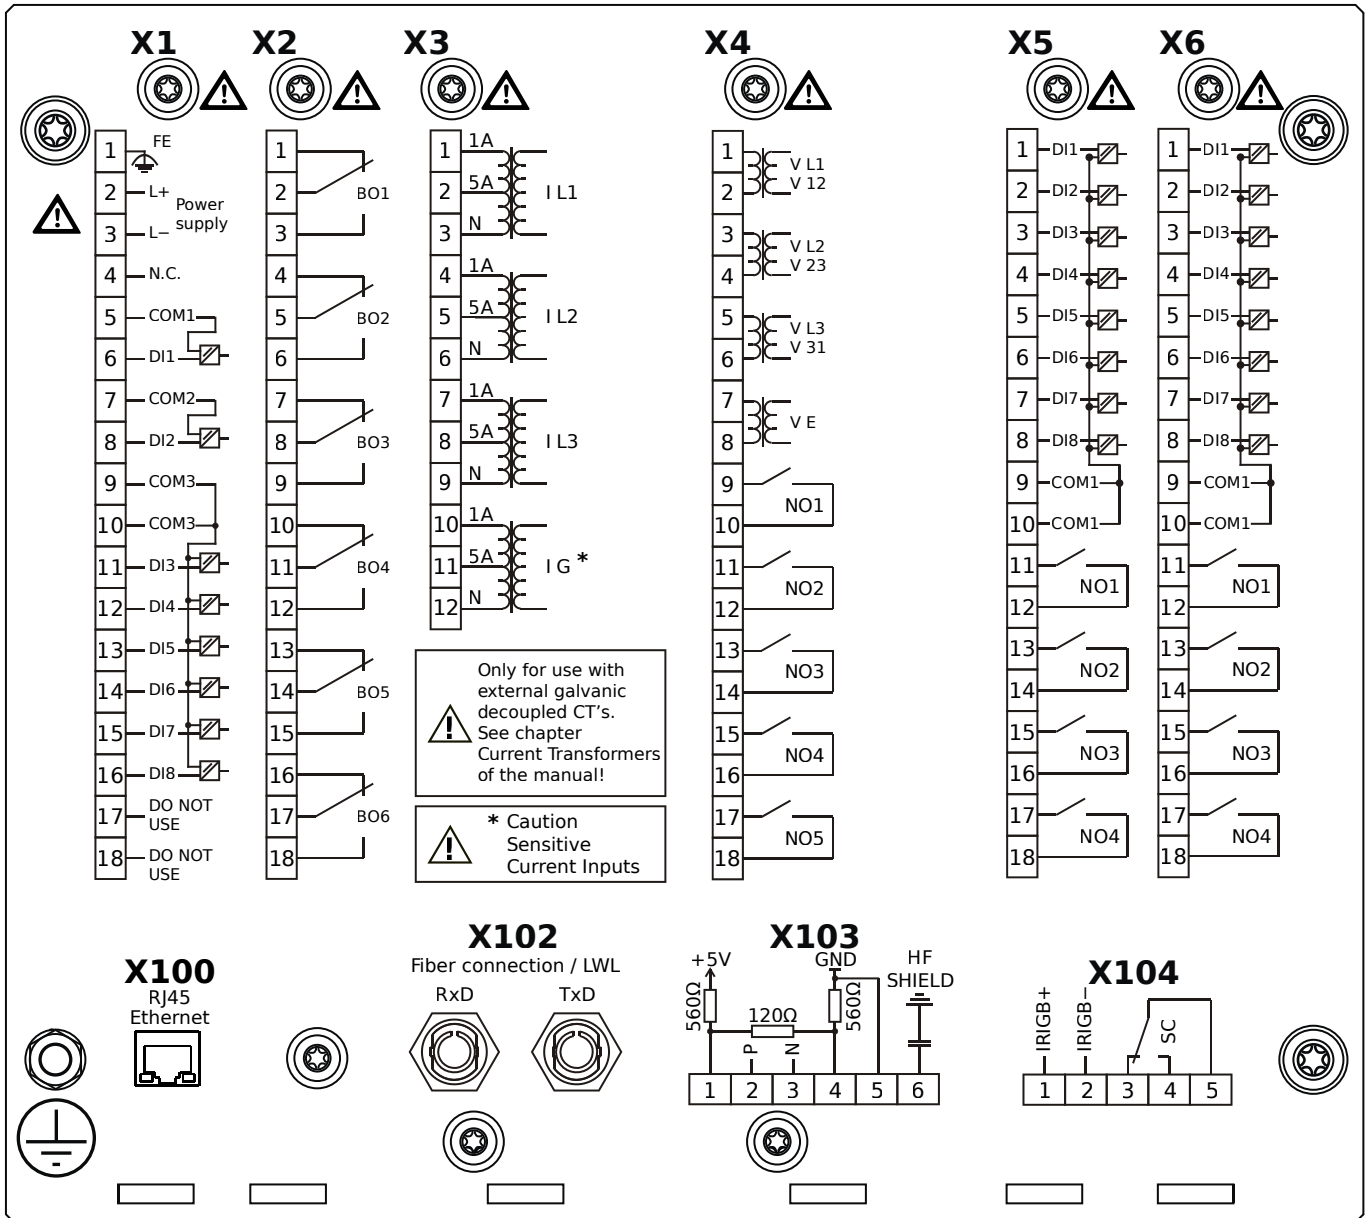 X1
X2
X3
X4
X5
X6
1 FE
2 L+
Power
supply
3 L−
4 N.C.
5 COM1
6 DI1
7 COM2
8 DI2
9 COM3
10 COM3
11 DI3
12 DI4
13 DI5
14 DI6
15 DI7
16 DI8
17 DO NOT
USE
18 DO NOT
USE
1
2 BO1
3
4
5 BO2
6
7
8 BO3
9
10
11 BO4
12
13
14 BO5
15
16
17 BO6
18
1 1A
2 5A I L1
3 N
4 1A
5 5A I L2
6 N
7 1A
8 5A I L3
9 N
10 1A
11 5A I G *
12 N
Only for use with
external galvanic
decoupled CT's.
See chapter
Current Transformers
of the manual!
* Caution
Sensitive
Current Inputs
1 V L1
2 V 12
3 V L2
4 V 23
5 V L3
6 V 31
7
V E
8
9
NO1
10
11
NO2
12
13
NO3
14
15
NO4
16
17
NO5
18
1 DI1
2 DI2
3 DI3
4 DI4
5 DI5
6 DI6
7 DI7
8 DI8
9 COM1
10 COM1
11
NO1
12
13
NO2
14
15
NO3
16
17
NO4
18
1 DI1
2 DI2
3 DI3
4 DI4
5 DI5
6 DI6
7 DI7
8 DI8
9 COM1
10 COM1
11
NO1
12
13
NO2
14
15
NO3
16
17
NO4
18
X100
RJ45
Ethernet
X102
Fiber connection / LWL
RxD TxD
X103
+5V GND HF
SHIELD
560Ω 120Ω 560Ω
P N
1 2 3 4 5 6
X104
IRIGB+ IRIGB− SC
1 2 3 4 5